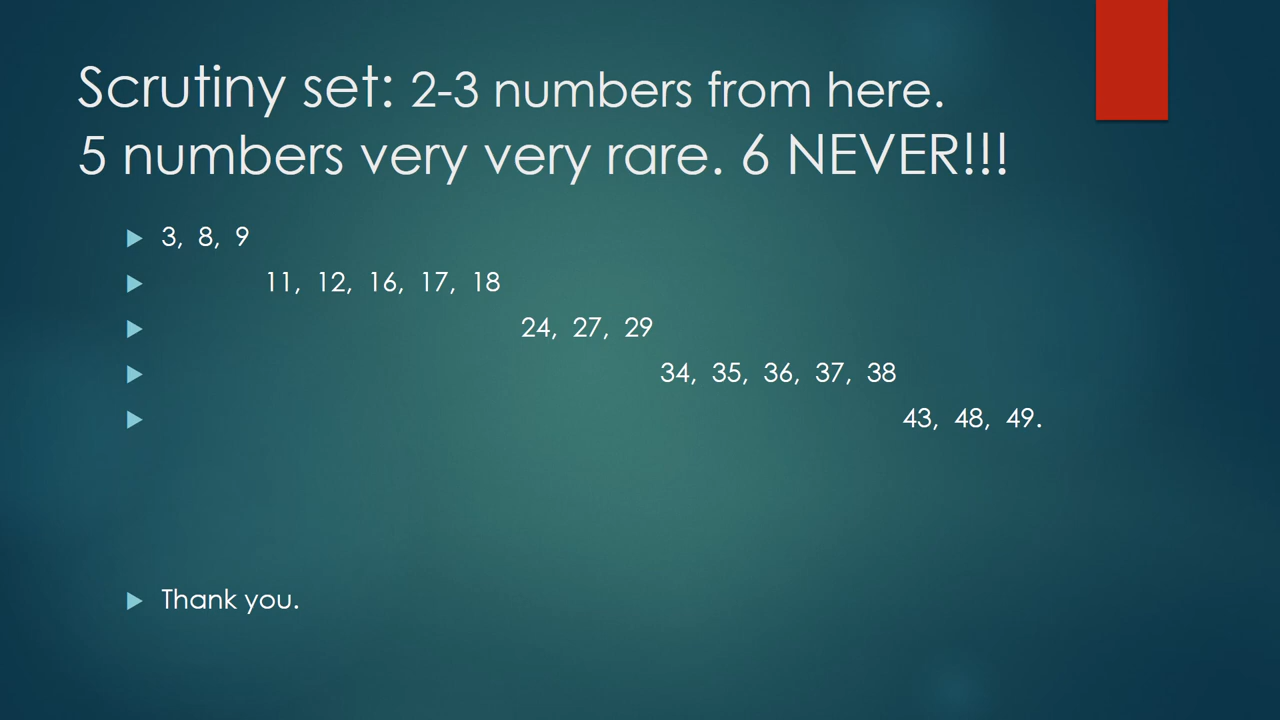 Scrutiny set: 2-3 numbers from here.
5 numbers very very rare. 6 NEVER!!!
3, 8, 9
11, 12, 16, 17, 18
24, 27, 29
34, 35, 36, 37, 38
43, 48, 49.
Thank you.